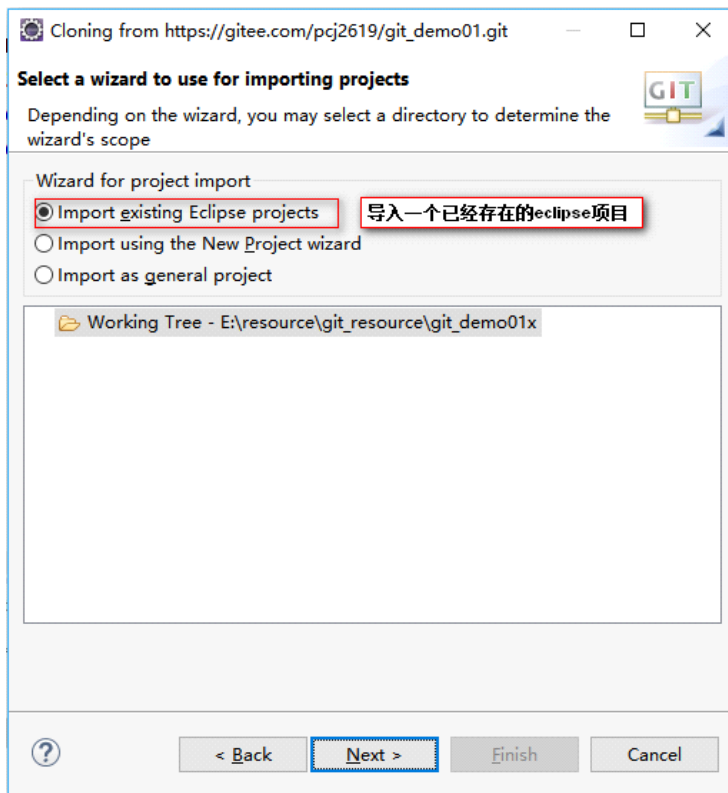 Cloning from https://gitee.com/pcj2619/git_demo01.git
Select a wizard to use for importing projects
Depending on the wizard, you may select a directory to determine the
wizard's scope
GIT
Wizard for project import
Import existing Eclipse projects
导入一个已经存在的eclipse项目
Import using the New Project wizard
Import as general project
Working Tree - E:\resource\git_resource\git_demo01x
?
< Back
Next >
Finish
Cancel